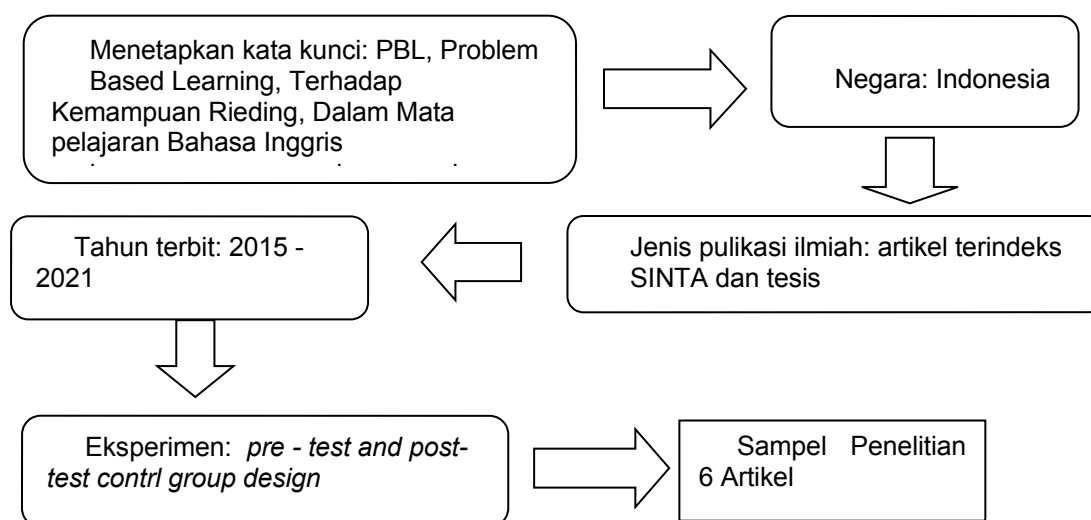 Menetapkan kata kunci: PBL, Problem
Based Learning, Terhadap
Kemampuan Rieding, Dalam Mata
pelajaran Bahasa Inggris
Negara: Indonesia
Jenis pulikasi ilmiah: artikel terindeks
SINTA dan tesis
Tahun terbit: 2015 -
2021
Eksperimen: pre - test and post-
test contrl group design
Sampel Penelitian
6 Artikel